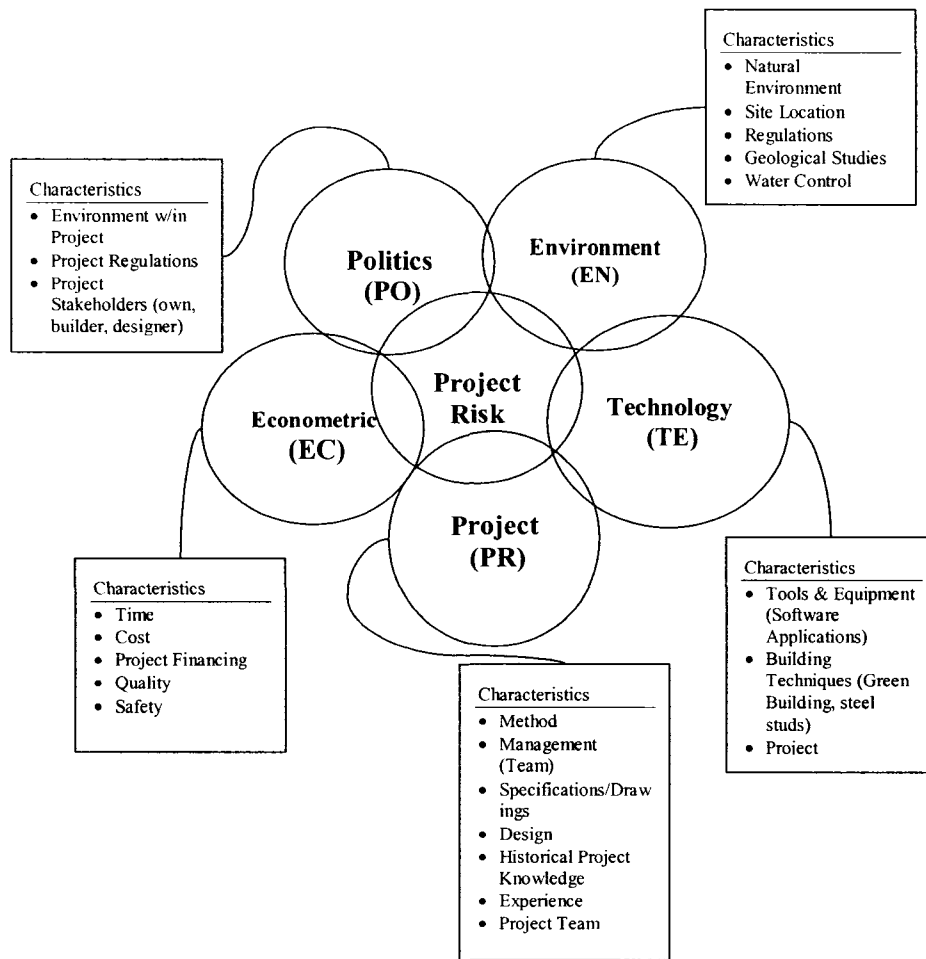 Characteristics
• Natural
Environment
• Site Location
• Regulations
• Geological Studies
• Water Control
Characteristics
• Environment w/in
Project
• Project Regulations
• Project
Stakeholders (own,
builder, designer)
Politics
(PO)
Environment
(EN)
Project
Risk
Econometric
(EC)
Technology
(TE)
Project
(PR)
Characteristics
• Time
• Cost
• Project Financing
• Quality
• Safety
Characteristics
• Method
• Management
(Team)
• Specifications/Draw
ings
• Design
• Historical Project
Knowledge
• Experience
• Project Team
Characteristics
• Tools & Equipment
(Software
Applications)
• Building
Techniques (Green
Building, steel
studs)
• Project